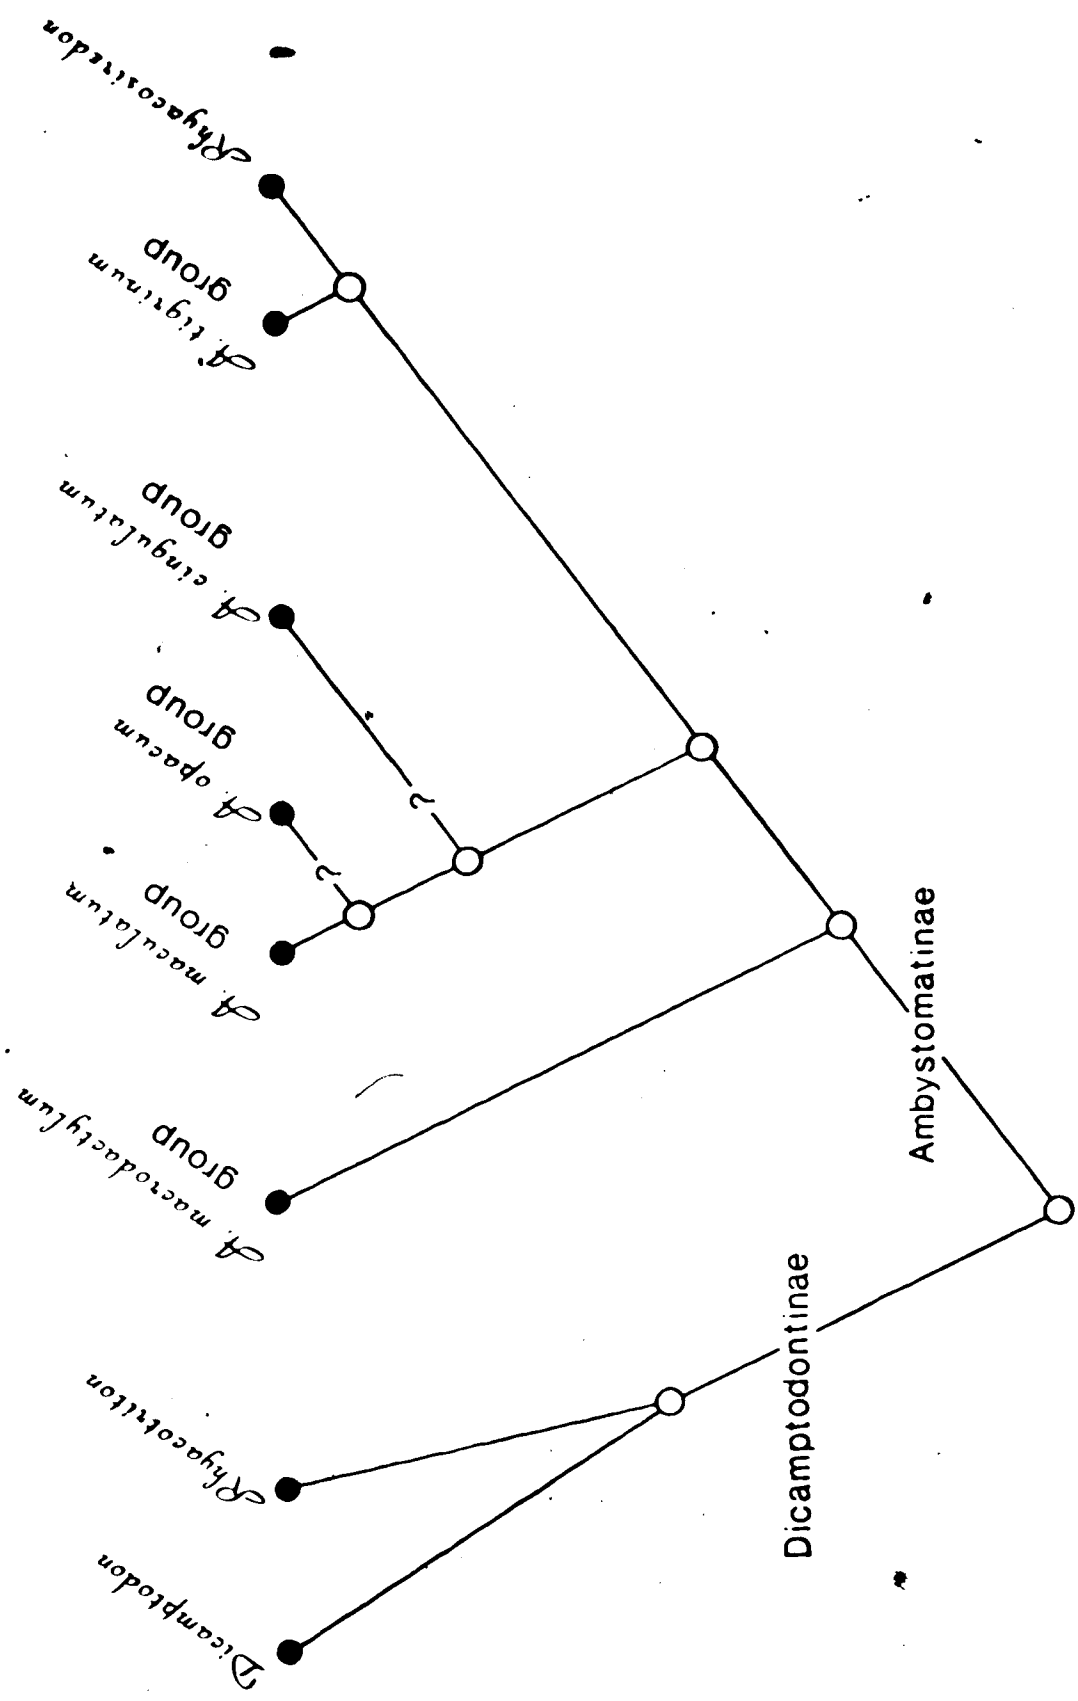 Dicamptodon
Rhyacotriton
A. macrodactylum
group
A. maculatum
group
A. opacum
group
A. cingulatum
group
A. tigrinum
group
Rhyacosiredon
?
?
Dicamptodontinae
Ambystomatinae